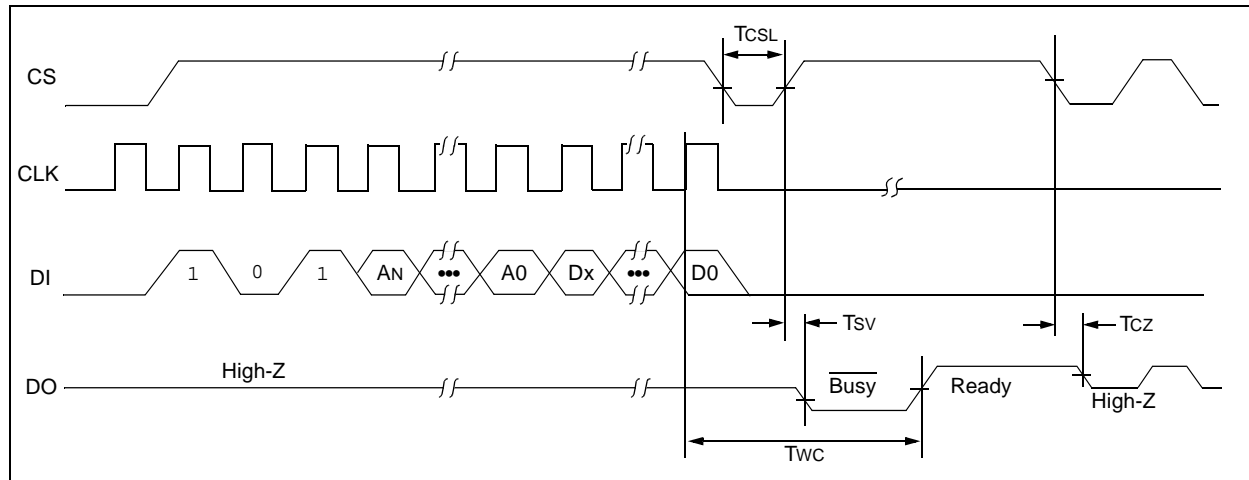 TCSL
CS
CLK
DI
1 0 1 AN ••• A0 Dx ••• D0
TSV
TCZ
DO
High-Z
Busy
Ready
High-Z
TWC